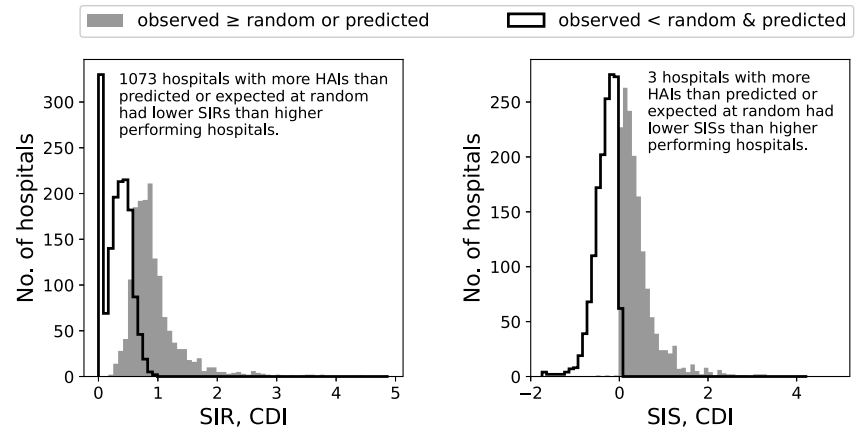 observed ≥ random or predicted
observed < random & predicted
1073 hospitals with more HAIs than
predicted or expected at random
had lower SIRs than higher
performing hospitals.
No. of hospitals
300
250
200
150
100
50
0
0 1 2 3 4 5
SIR, CDI
3 hospitals with more
HAIs than predicted or
expected at random had
lower SISs than higher
performing hospitals.
No. of hospitals
250
200
150
100
50
0
−2 0 2 4
SIS, CDI